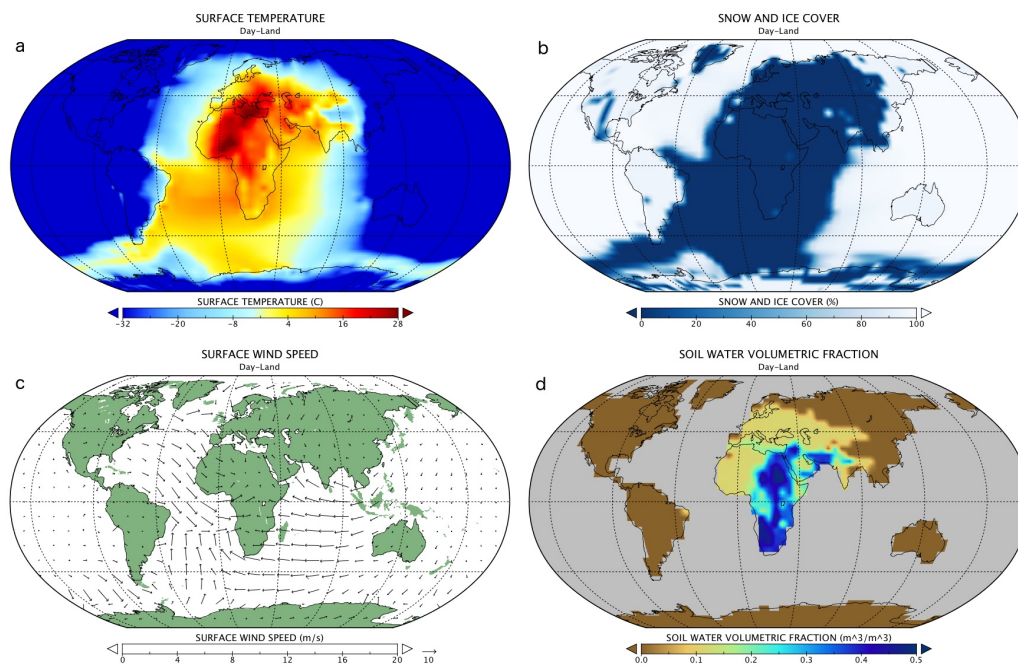 SURFACE TEMPERATURE
Day-Land
a
SURFACE TEMPERATURE (C)
-32 -20 -8 4 16 28
SNOW AND ICE COVER
Day-Land
b
SNOW AND ICE COVER (%)
0 20 40 60 80 100
SURFACE WIND SPEED
Day-Land
c
SURFACE WIND SPEED (m/s)
0 4 8 12 16 20 10
SOIL WATER VOLUMETRIC FRACTION
Day-Land
d
SOIL WATER VOLUMETRIC FRACTION (m^3/m^3)
0.0 0.1 0.2 0.3 0.4 0.5